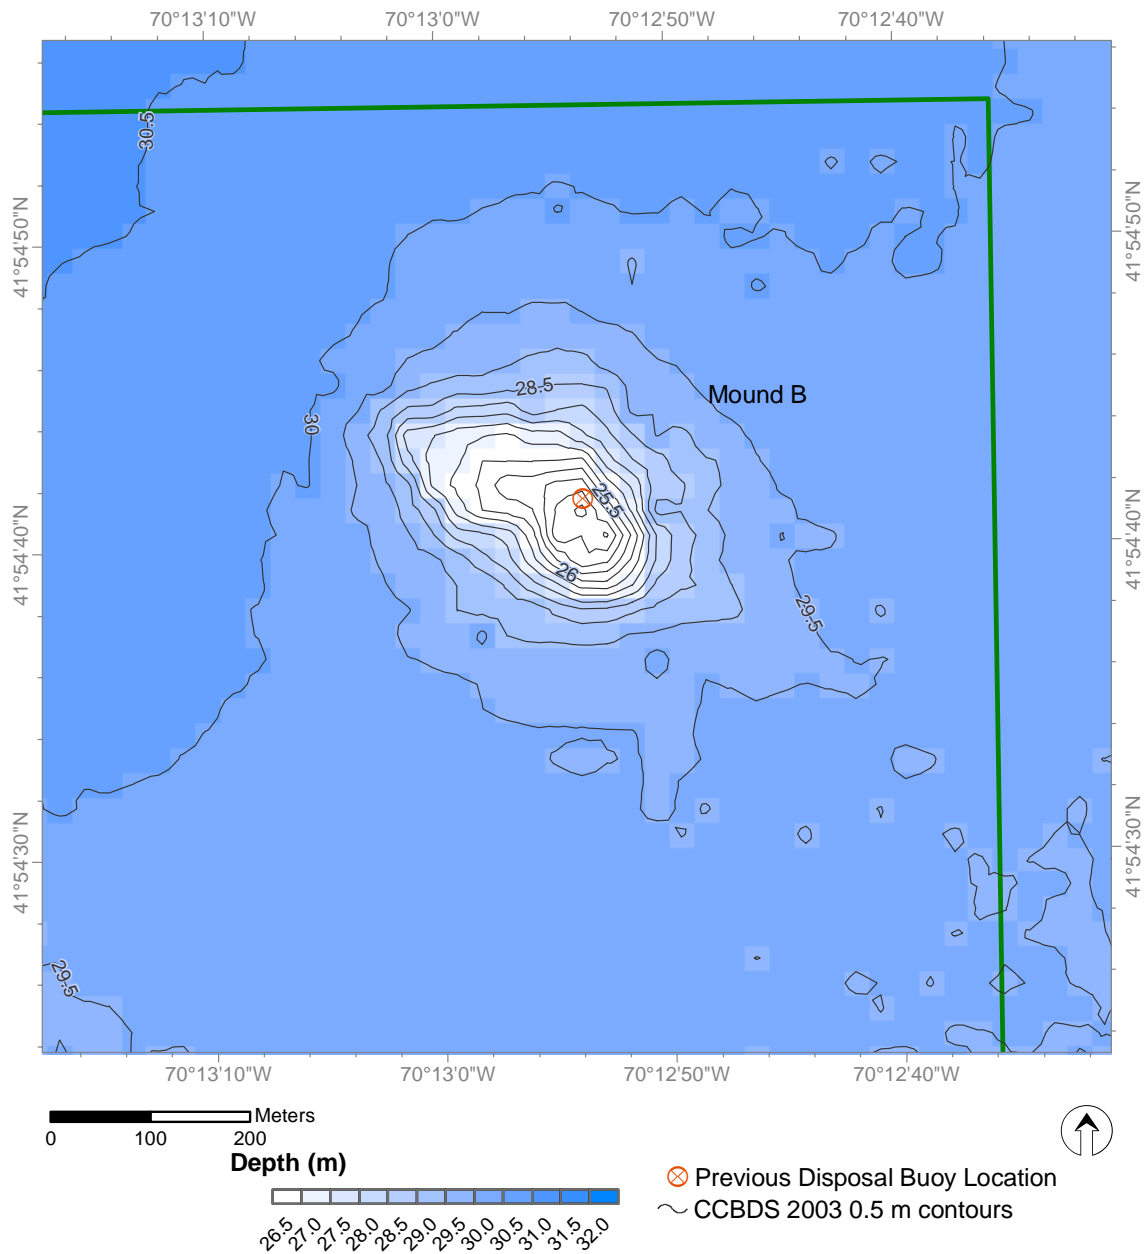 70°13'10"W 70°13'0"W 70°12'50"W 70°12'40"W
30.5
41°54'50"N
41°54'50"N
28.5
Mound B
30
25.5
41°54'40"N
41°54'40"N
26
29.5
41°54'30"N
41°54'30"N
29.5
70°13'10"W 70°13'0"W 70°12'50"W 70°12'40"W
Meters
0 100 200
Depth (m)
26.5 27.0 27.5 28.0 28.5 29.0 29.5 30.0 30.5 31.0 31.5 32.0
Previous Disposal Buoy Location
CCBDS 2003 0.5 m contours